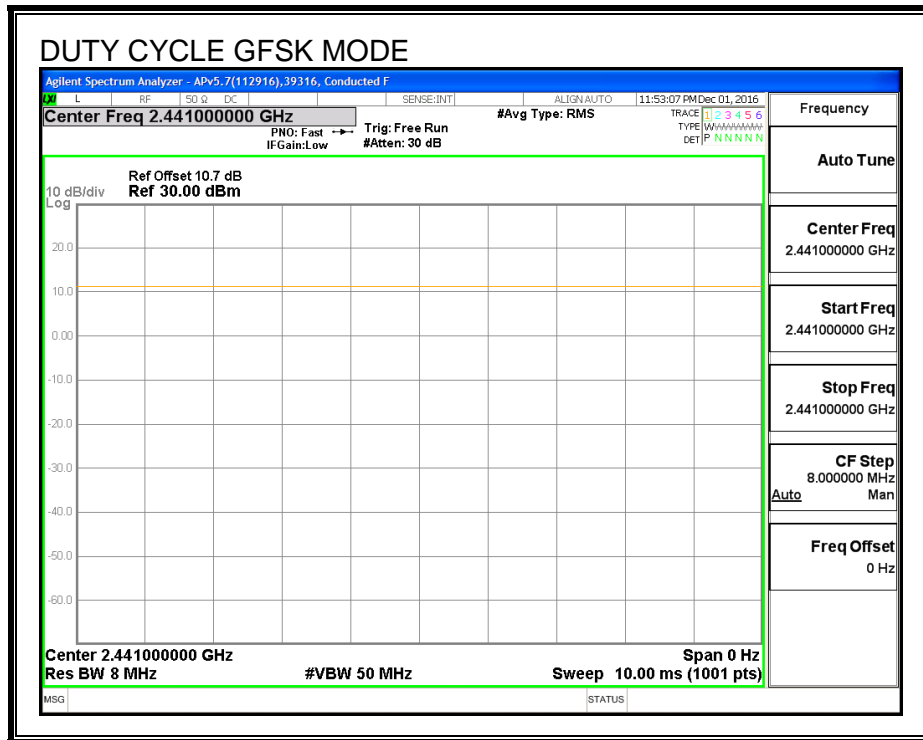 DUTY CYCLE GFSK MODE
Agilent Spectrum Analyzer - APv5.7(112916),39316, Conducted F
LXI L RF 50 Ω DC SENSE:INT ALIGN AUTO 11:53:07 PM Dec 01, 2016
Center Freq 2.441000000 GHz
#Avg Type: RMS
TRACE 1 2 3 4 5 6
PNO: Fast Trig: Free Run
TYPE WWWWWW
IFGain:Low #Atten: 30 dB
DET P N N N N N
Ref Offset 10.7 dB
10 dB/div Ref 30.00 dBm
Log
20.0
10.0
0.00
-10.0
-20.0
-30.0
-40.0
-50.0
-60.0
Center 2.441000000 GHz Span 0 Hz
Res BW 8 MHz #VBW 50 MHz Sweep 10.00 ms (1001 pts)
MSG STATUS
Frequency
Auto Tune
Center Freq
2.441000000 GHz
Start Freq
2.441000000 GHz
Stop Freq
2.441000000 GHz
CF Step
8.000000 MHz
Auto Man
Freq Offset
0 Hz